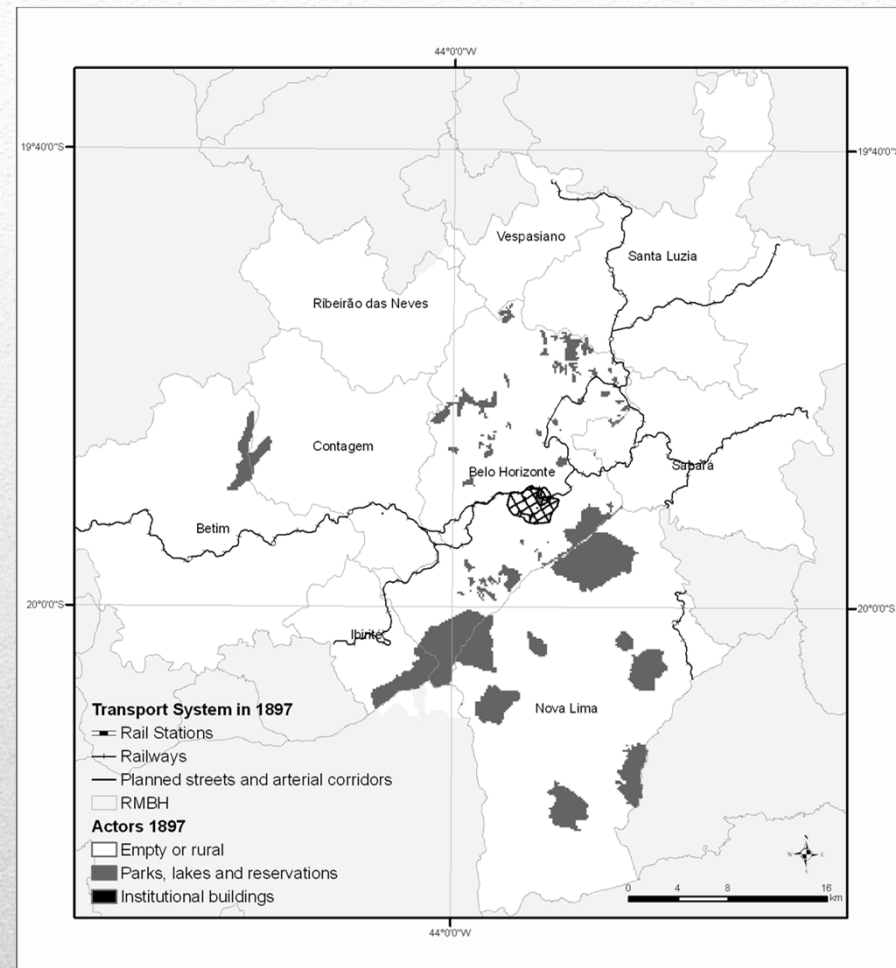 44°0'0"W
19°40'0"S
19°40'0"S
Vespasiano
Santa Luzia
Ribeirão das Neves
Contagem
Belo Horizonte
Sabará
Betim
20°0'0"S
20°0'0"S
Ibirité
Nova Lima
Transport System in 1897
Rail Stations
Railways
Planned streets and arterial corridors
RMBH
Actors 1897
Empty or rural
Parks, lakes and reservations
Institutional buildings
0 4 8 16
km
44°0'0"W